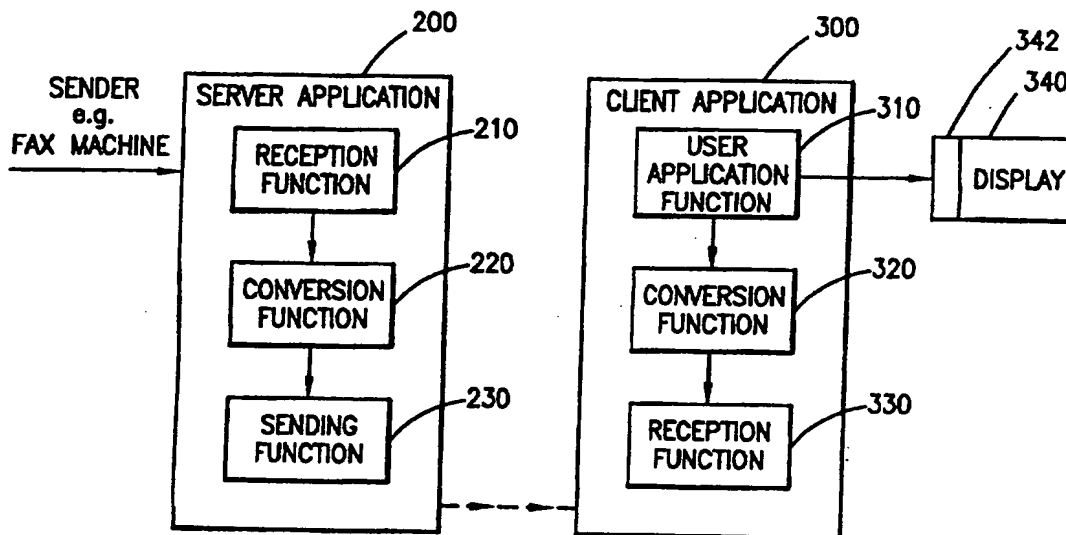 200
300
342
340
SENDER
e.g.
FAX MACHINE
SERVER APPLICATION
210
RECEPTION
FUNCTION
220
CONVERSION
FUNCTION
230
SENDING
FUNCTION
CLIENT APPLICATION
310
USER
APPLICATION
FUNCTION
DISPLAY
320
CONVERSION
FUNCTION
330
RECEPTION
FUNCTION